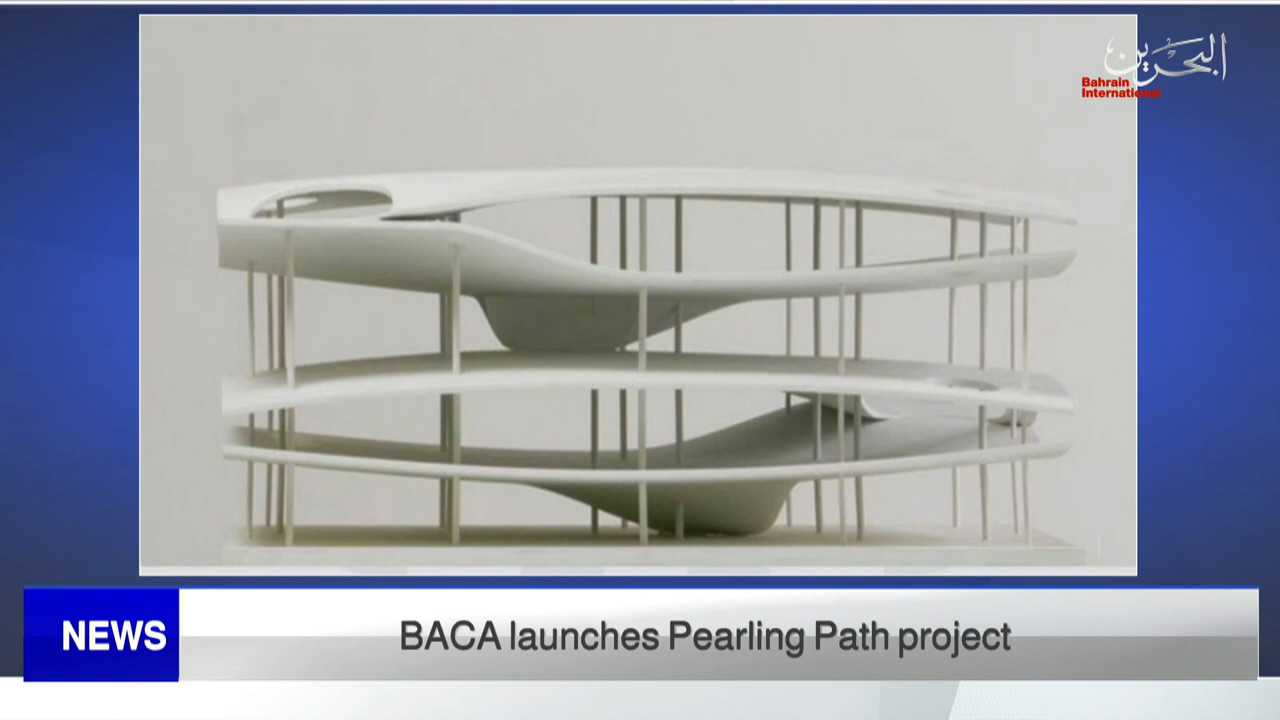 البحرين
Bahrain
International
NEWS
BACA launches Pearling Path project